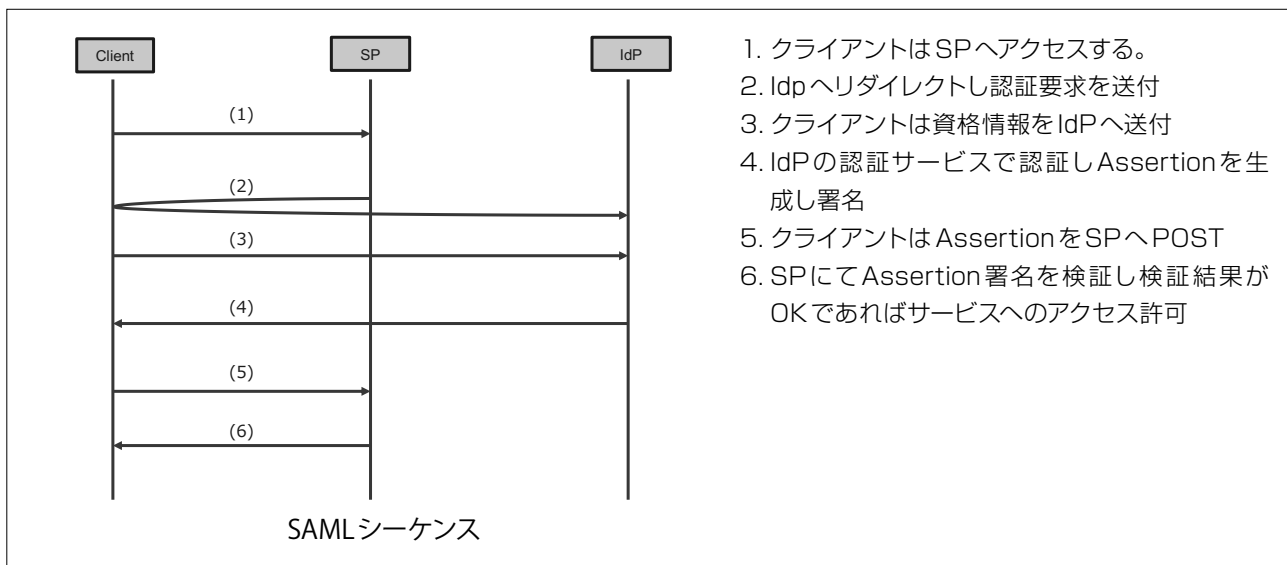 Client
SP
IdP
(1)
(2)
(3)
(4)
(5)
(6)
SAMLシーケンス
1. クライアントはSPへアクセスする。
2. Idpへリダイレクトし認証要求を送付
3. クライアントは資格情報をIdPへ送付
4. IdPの認証サービスで認証しAssertionを生
成し署名
5. クライアントはAssertionをSPへPOST
6. SPにてAssertion署名を検証し検証結果が
OKであればサービスへのアクセス許可